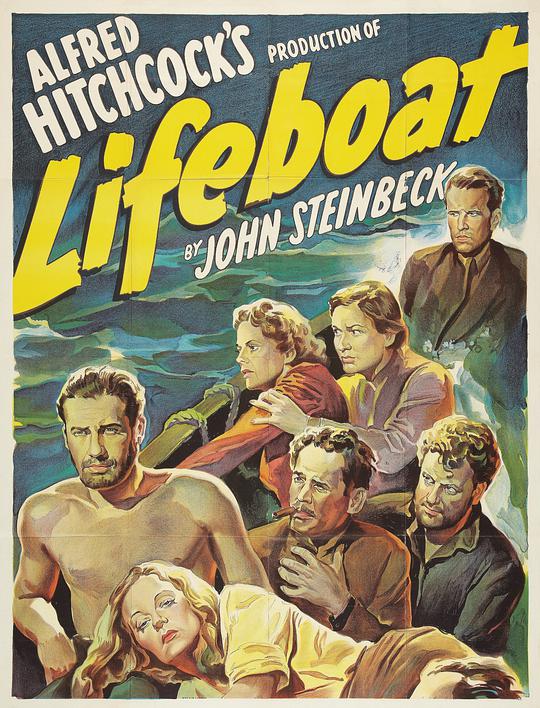 ALFRED
HITCHCOCK'S
PRODUCTION OF
Lifeboat
BY JOHN STEINBECK